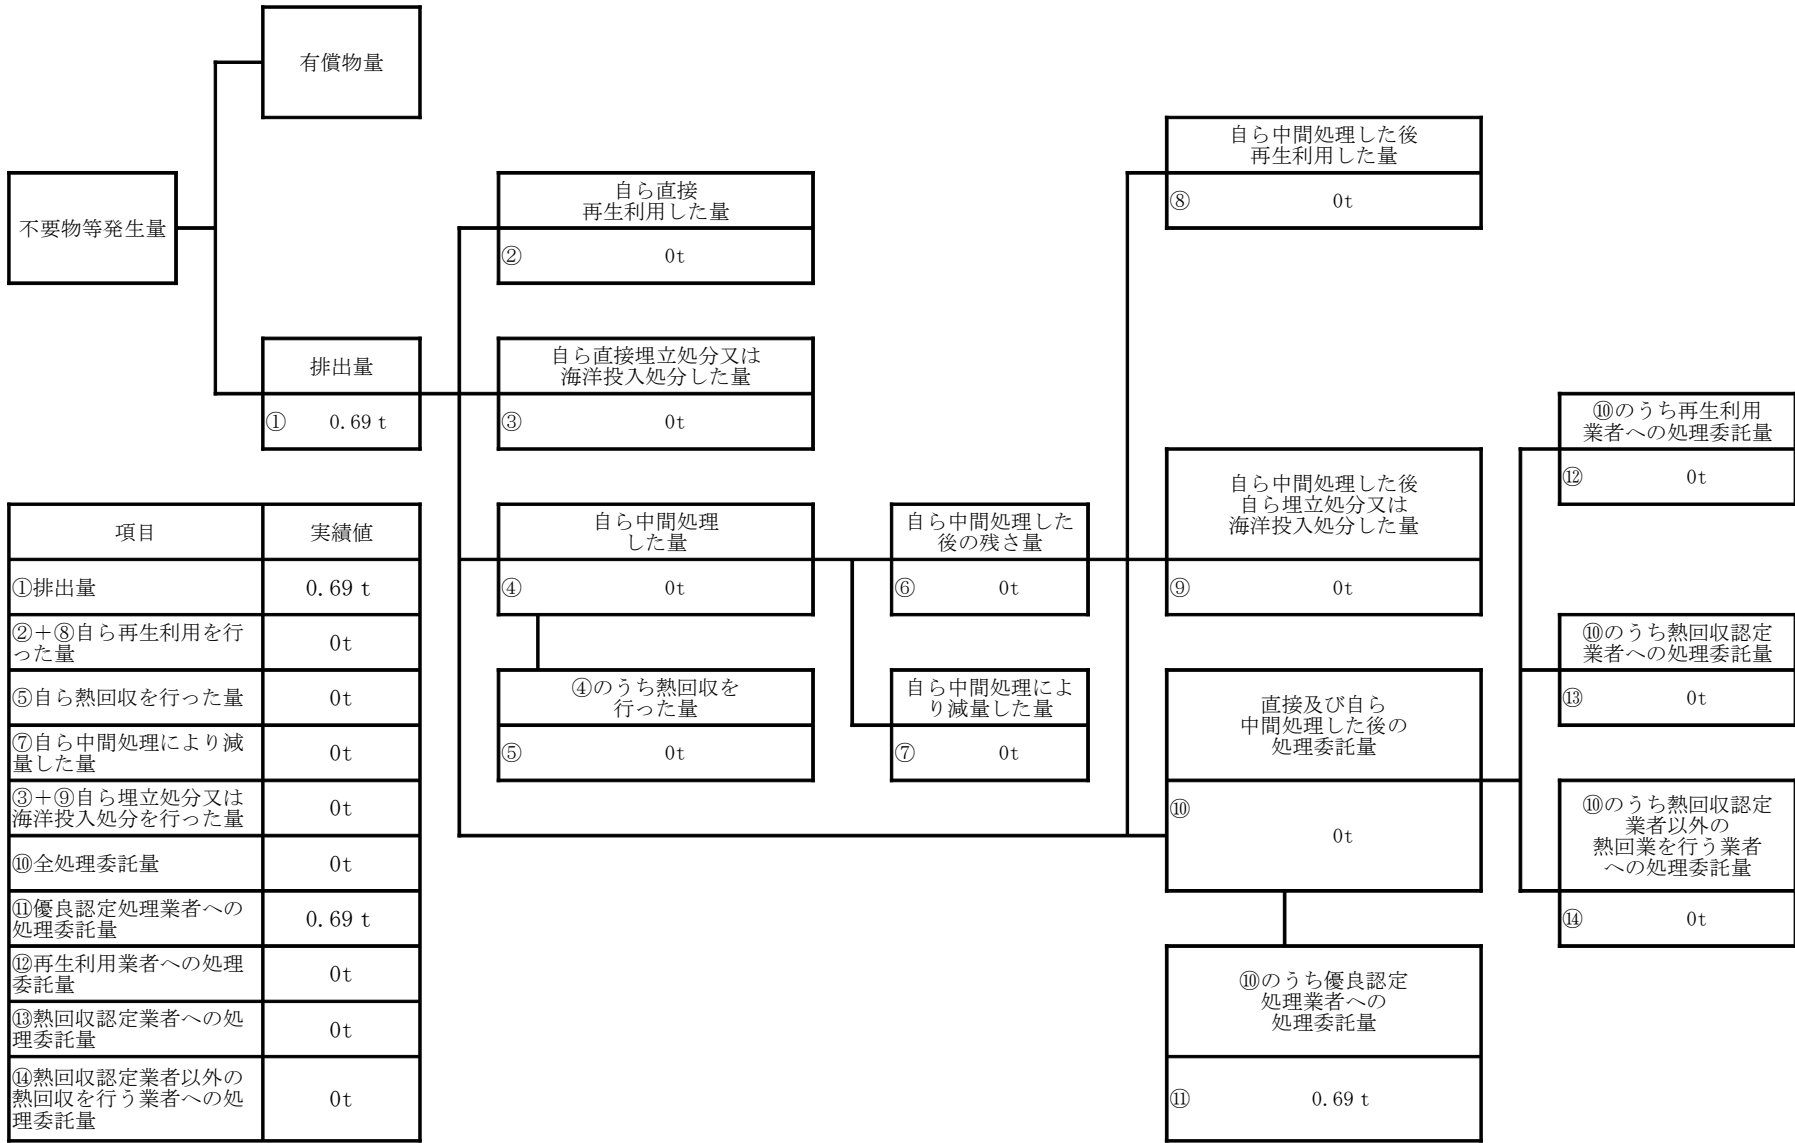 有償物量
不要物等発生量
排出量
① 0.69 t
自ら直接
再生利用した量
② 0t
自ら直接埋立処分又は
海洋投入処分した量
③ 0t
自ら中間処理
した量
④ 0t
④のうち熱回収を
行った量
⑤ 0t
自ら中間処理した
後の残さ量
⑥ 0t
自ら中間処理によ
り減量した量
⑦ 0t
自ら中間処理した後
再生利用した量
⑧ 0t
自ら中間処理した後
自ら埋立処分又は
海洋投入処分した量
⑨ 0t
直接及び自ら
中間処理した後の
処理委託量
⑩
0t
⑩のうち優良認定
処理業者への
処理委託量
⑪ 0.69 t
⑩のうち再生利用
業者への処理委託量
⑫ 0t
⑩のうち熱回収認定
業者への処理委託量
⑬ 0t
⑩のうち熱回収認定
業者以外の
熱回業を行う業者
への処理委託量
⑭ 0t
項目 実績値
①排出量 0.69 t
②＋⑧自ら再生利用を行
った量 0t
⑤自ら熱回収を行った量 0t
⑦自ら中間処理により減
量した量 0t
③＋⑨自ら埋立処分又は
海洋投入処分を行った量 0t
⑩全処理委託量 0t
⑪優良認定処理業者への
処理委託量 0.69 t
⑫再生利用業者への処理
委託量 0t
⑬熱回収認定業者への処
理委託量 0t
⑭熱回収認定業者以外の
熱回収を行う業者への処
理委託量 0t